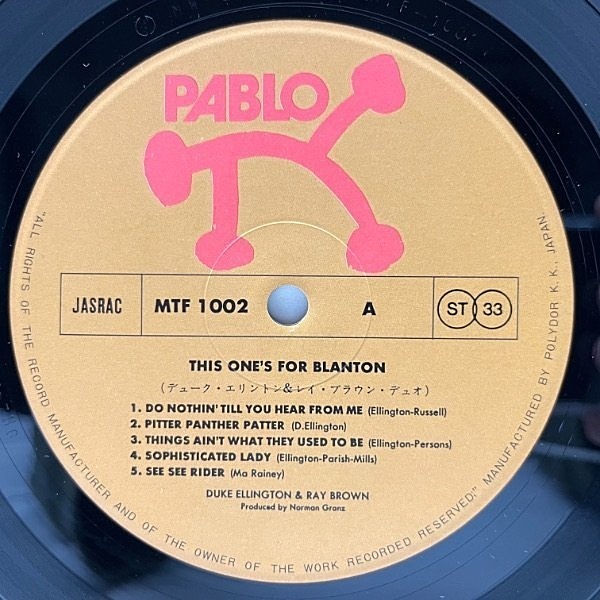 PABLO
JASRAC MTF 1002 A ST 33
THIS ONE'S FOR BLANTON
(デューク・エリントン&レイ・ブラウン・デュオ)
1. DO NOTHIN' TILL YOU HEAR FROM ME (Ellington-Russell)
2. PITTER PANTHER PATTER (D.Ellington)
3. THINGS AIN'T WHAT THEY USED TO BE (Ellington-Persons)
4. SOPHISTICATED LADY (Ellington-Parish-Mills)
5. SEE SEE RIDER (Ma Rainey)
DUKE ELLINGTON & RAY BROWN
Produced by Norman Granz
"ALL RIGHTS OF THE RECORD MANUFACTURER AND OF THE OWNER OF THE WORK RECORDED RESERVED." MANUFACTURED BY POLYDOR K. K., JAPAN.